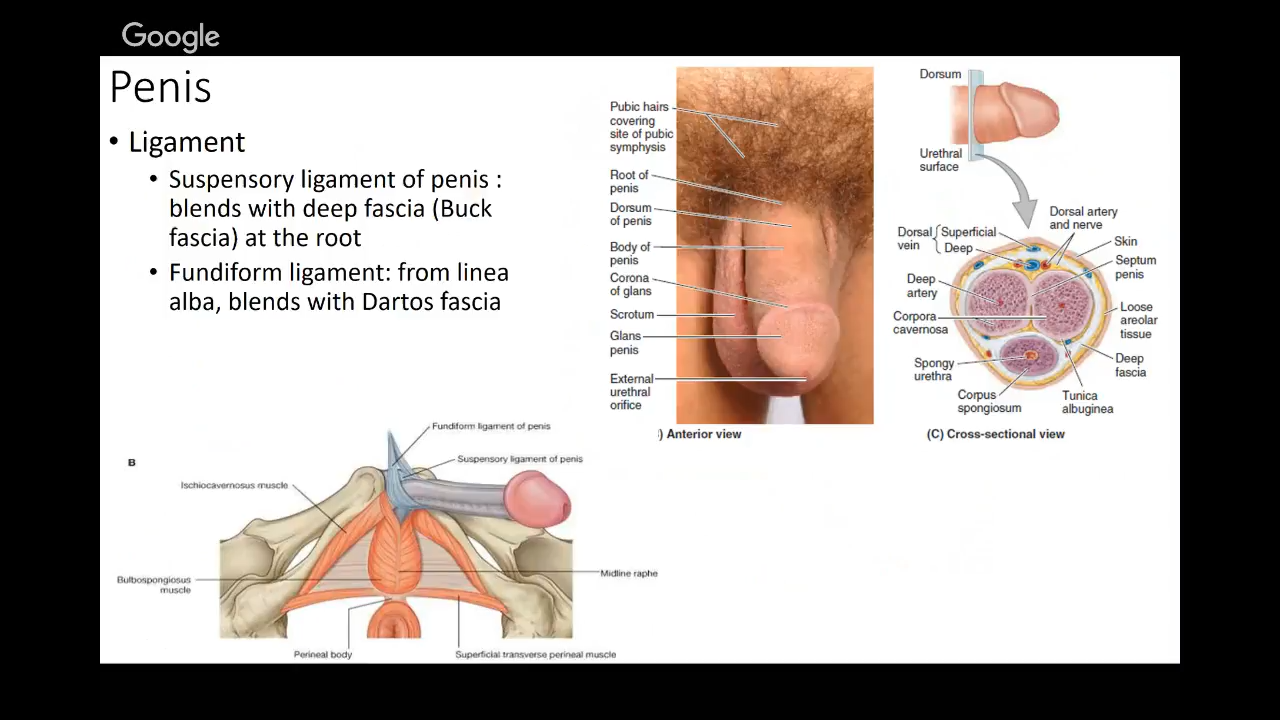 Google
Penis
• Ligament
• Suspensory ligament of penis :
blends with deep fascia (Buck
fascia) at the root
• Fundiform ligament: from linea
alba, blends with Dartos fascia
Pubic hairs
covering
site of pubic
symphysis
Root of
penis
Dorsum
of penis
Body of
penis
Corona
of glans
Scrotum
Glans
penis
External
urethral
orifice
) Anterior view
Dorsum
Urethral
surface
Dorsal artery
and nerve
Dorsal
vein
Superficial
Deep
Skin
Septum
penis
Deep
artery
Loose
areolar
tissue
Corpora
cavernosa
Deep
fascia
Spongy
urethra
Corpus
spongiosum
Tunica
albuginea
(C) Cross-sectional view
B
Fundiform ligament of penis
Suspensory ligament of penis
Ischiocavernosus muscle
Bulbospongiosus
muscle
Midline raphe
Perineal body
Superficial transverse perineal muscle